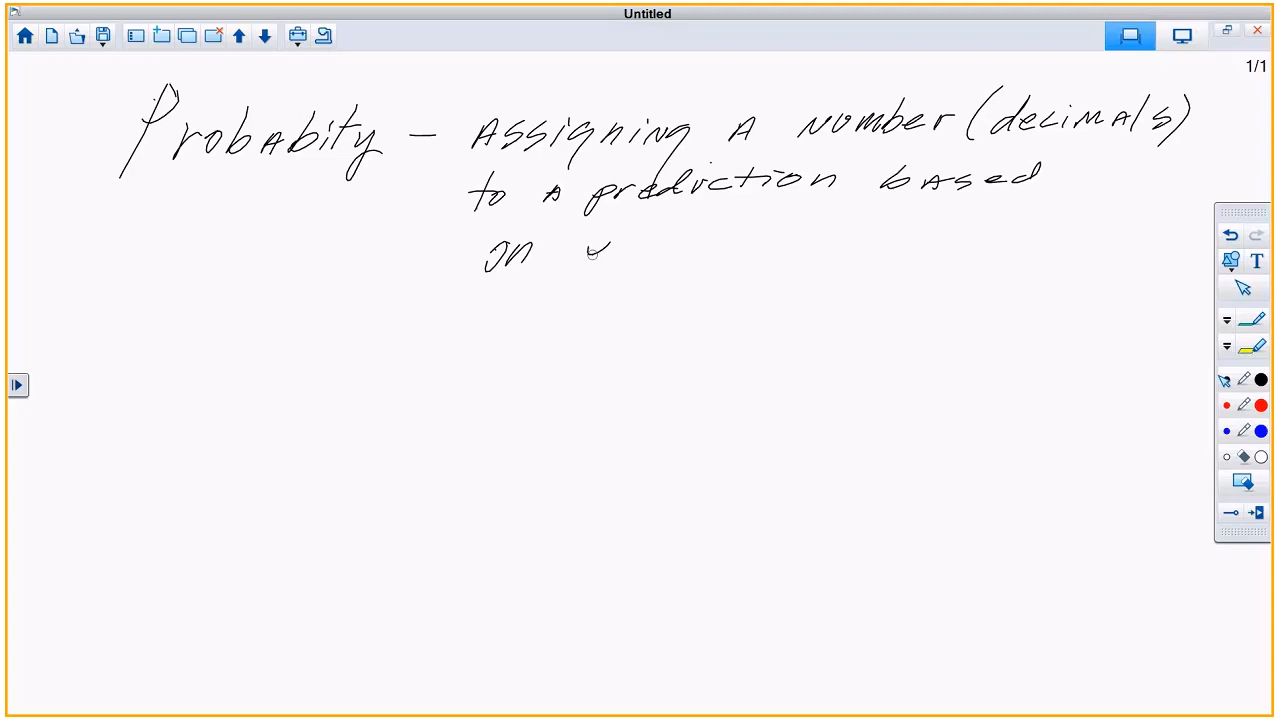 Untitled
1/1
Probabity - Assigning A number (decimals)
to A prediction based
on
T